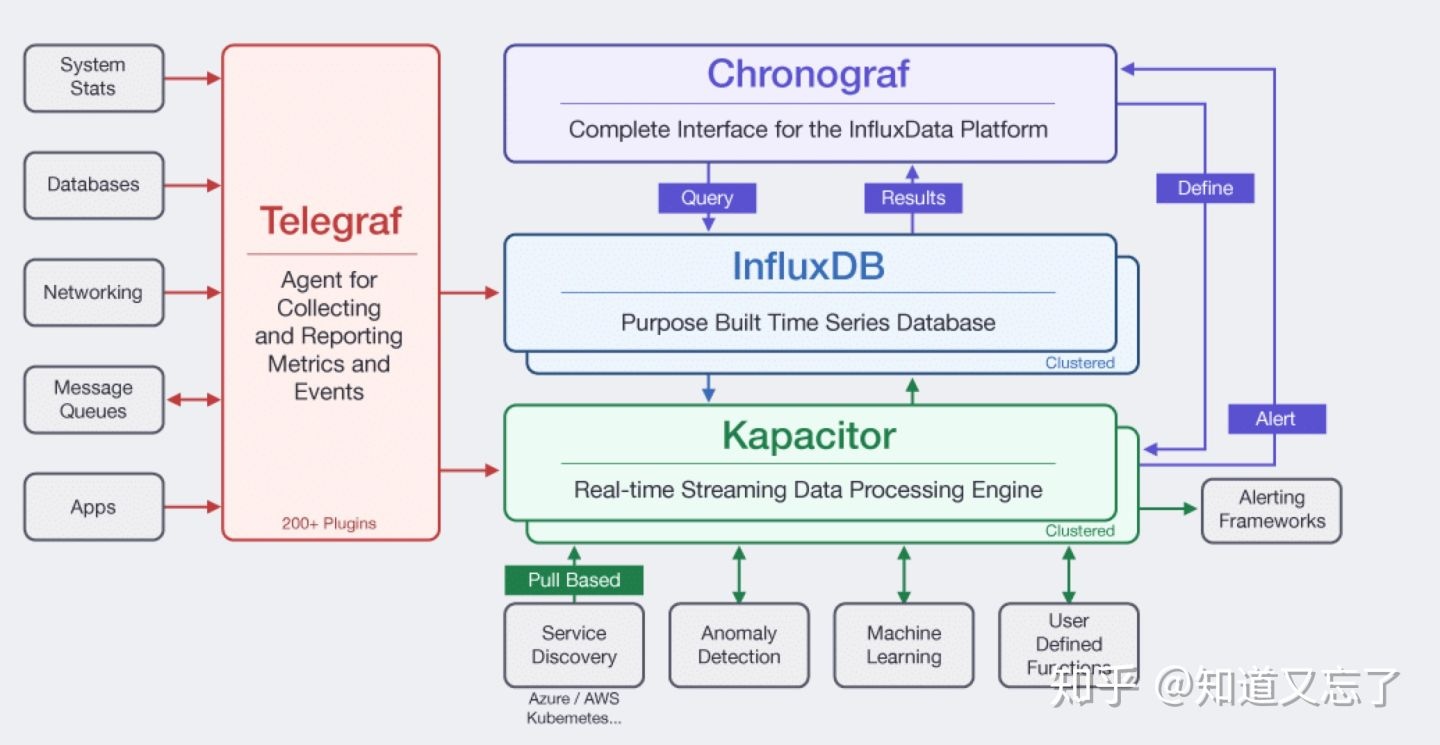 System
Stats
Databases
Networking
Message
Queues
Apps
Telegraf
Agent for
Collecting
and Reporting
Metrics and
Events
200+ Plugins
Chronograf
Complete Interface for the InfluxData Platform
Query
Results
Define
InfluxDB
Purpose Built Time Series Database
Clustered
Kapacitor
Real-time Streaming Data Processing Engine
Clustered
Alert
Alerting
Frameworks
Pull Based
Service
Discovery
Azure / AWS
Kubemetes...
Anomaly
Detection
Machine
Learning
User
Defined
Functions
知乎 @知道又忘了